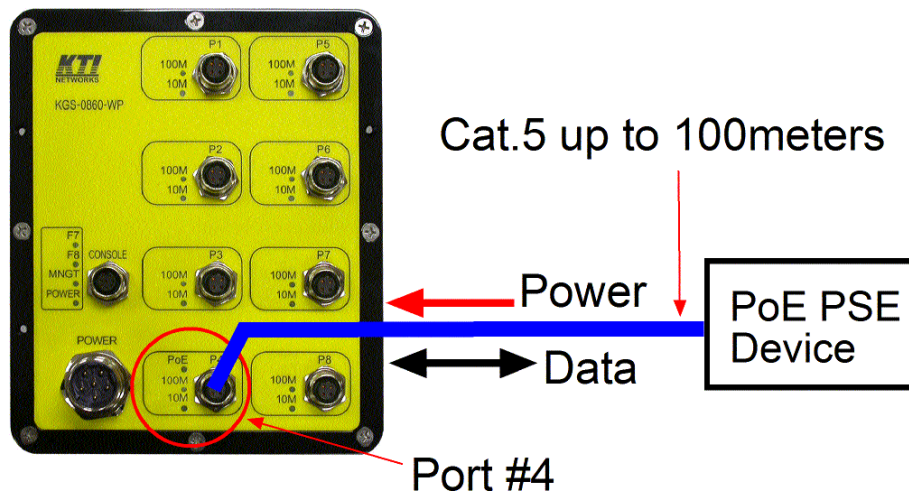 KTI
NETWORKS
KGS-0860-WP
P1
100M
10M
P5
100M
10M
P2
100M
10M
P6
100M
10M
F7
F8
MNGT
POWER
CONSOLE
P3
100M
10M
P7
100M
10M
POWER
PoE
100M
10M
P8
100M
10M
Cat.5 up to 100meters
Power
Data
PoE PSE
Device
Port #4